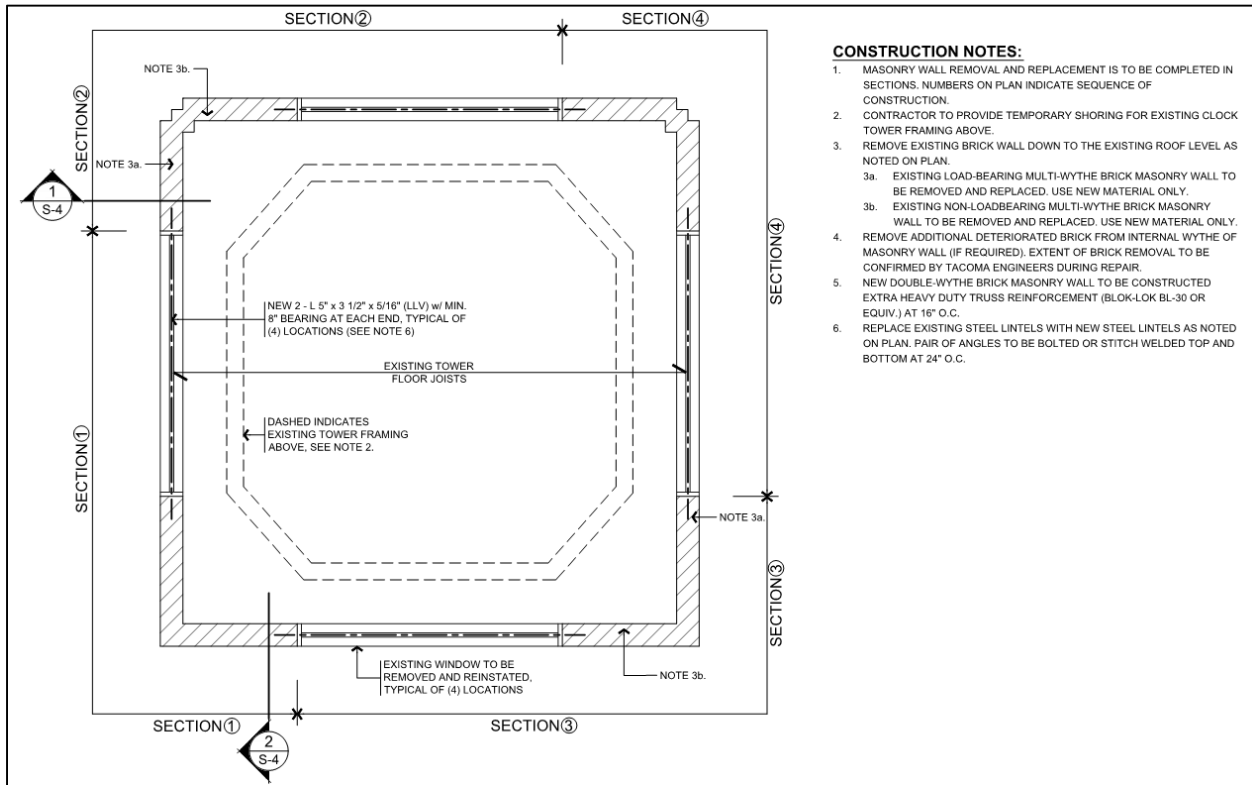 SECTION②
SECTION④
NOTE 3b.
SECTION②
NOTE 3a.
1
S-4
SECTION④
NEW 2 - L 5" x 3 1/2" x 5/16" (LLV) w/ MIN.
8" BEARING AT EACH END, TYPICAL OF
(4) LOCATIONS (SEE NOTE 6)
EXISTING TOWER
FLOOR JOISTS
DASHED INDICATES
EXISTING TOWER FRAMING
ABOVE, SEE NOTE 2.
SECTION①
NOTE 3a.
SECTION③
EXISTING WINDOW TO BE
REMOVED AND REINSTATED,
TYPICAL OF (4) LOCATIONS
NOTE 3b.
SECTION①
SECTION③
2
S-4
CONSTRUCTION NOTES:
1. MASONRY WALL REMOVAL AND REPLACEMENT IS TO BE COMPLETED IN
SECTIONS. NUMBERS ON PLAN INDICATE SEQUENCE OF
CONSTRUCTION.
2. CONTRACTOR TO PROVIDE TEMPORARY SHORING FOR EXISTING CLOCK
TOWER FRAMING ABOVE.
3. REMOVE EXISTING BRICK WALL DOWN TO THE EXISTING ROOF LEVEL AS
NOTED ON PLAN.
3a. EXISTING LOAD-BEARING MULTI-WYTHE BRICK MASONRY WALL TO
BE REMOVED AND REPLACED. USE NEW MATERIAL ONLY.
3b. EXISTING NON-LOADBEARING MULTI-WYTHE BRICK MASONRY
WALL TO BE REMOVED AND REPLACED. USE NEW MATERIAL ONLY.
4. REMOVE ADDITIONAL DETERIORATED BRICK FROM INTERNAL WYTHE OF
MASONRY WALL (IF REQUIRED). EXTENT OF BRICK REMOVAL TO BE
CONFIRMED BY TACOMA ENGINEERS DURING REPAIR.
5. NEW DOUBLE-WYTHE BRICK MASONRY WALL TO BE CONSTRUCTED
EXTRA HEAVY DUTY TRUSS REINFORCEMENT (BLOK-LOK BL-30 OR
EQUIV.) AT 16" O.C.
6. REPLACE EXISTING STEEL LINTELS WITH NEW STEEL LINTELS AS NOTED
ON PLAN. PAIR OF ANGLES TO BE BOLTED OR STITCH WELDED TOP AND
BOTTOM AT 24" O.C.